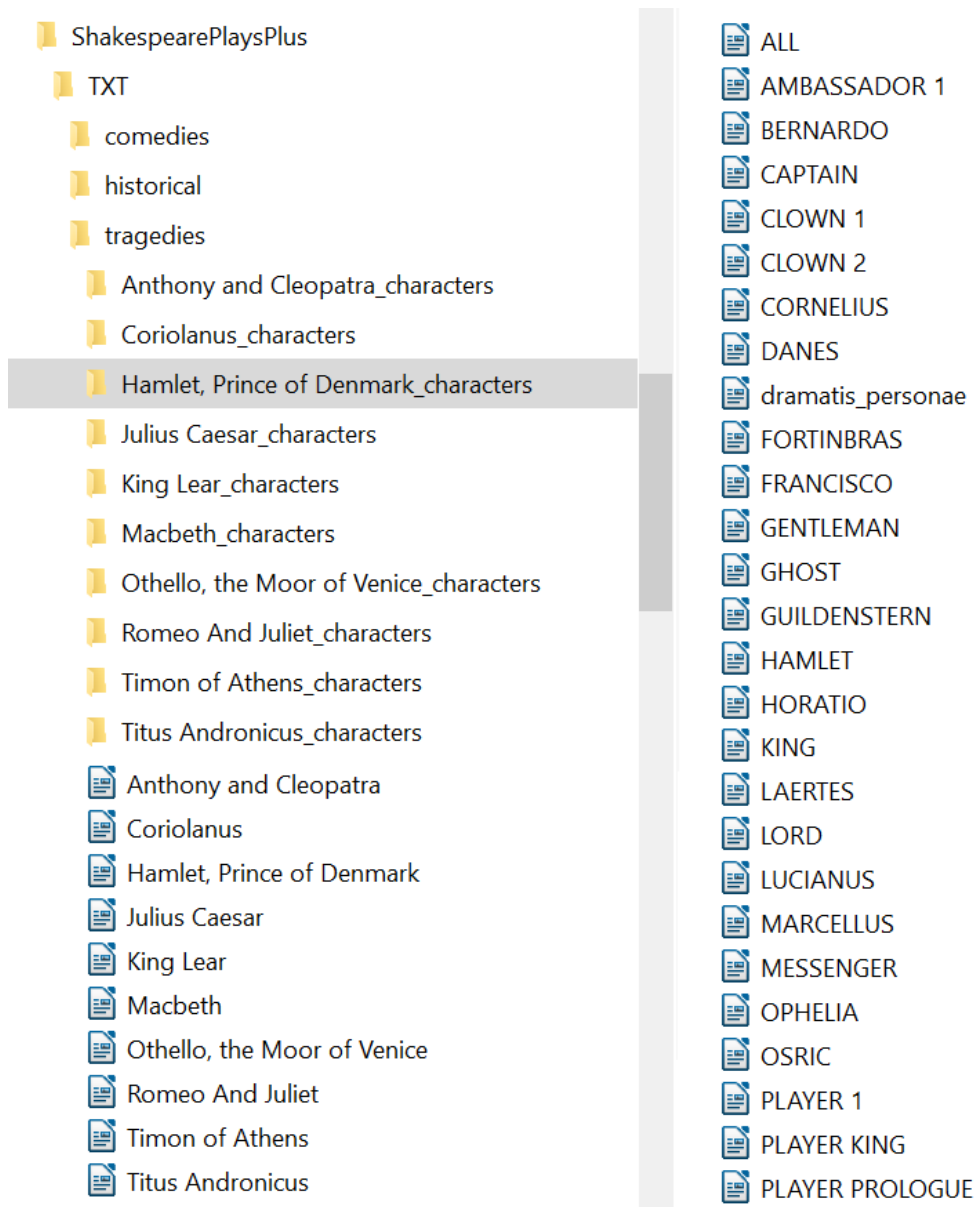 ShakespearePlaysPlus
TXT
comedies
historical
tragedies
Anthony and Cleopatra_characters
Coriolanus_characters
Hamlet, Prince of Denmark_characters
Julius Caesar_characters
King Lear_characters
Macbeth_characters
Othello, the Moor of Venice_characters
Romeo And Juliet_characters
Timon of Athens_characters
Titus Andronicus_characters
Anthony and Cleopatra
Coriolanus
Hamlet, Prince of Denmark
Julius Caesar
King Lear
Macbeth
Othello, the Moor of Venice
Romeo And Juliet
Timon of Athens
Titus Andronicus
ALL
AMBASSADOR 1
BERNARDO
CAPTAIN
CLOWN 1
CLOWN 2
CORNELIUS
DANES
dramatis_personae
FORTINBRAS
FRANCISCO
GENTLEMAN
GHOST
GUILDENSTERN
HAMLET
HORATIO
KING
LAERTES
LORD
LUCIANUS
MARCELLUS
MESSENGER
OPHELIA
OSRIC
PLAYER 1
PLAYER KING
PLAYER PROLOGUE